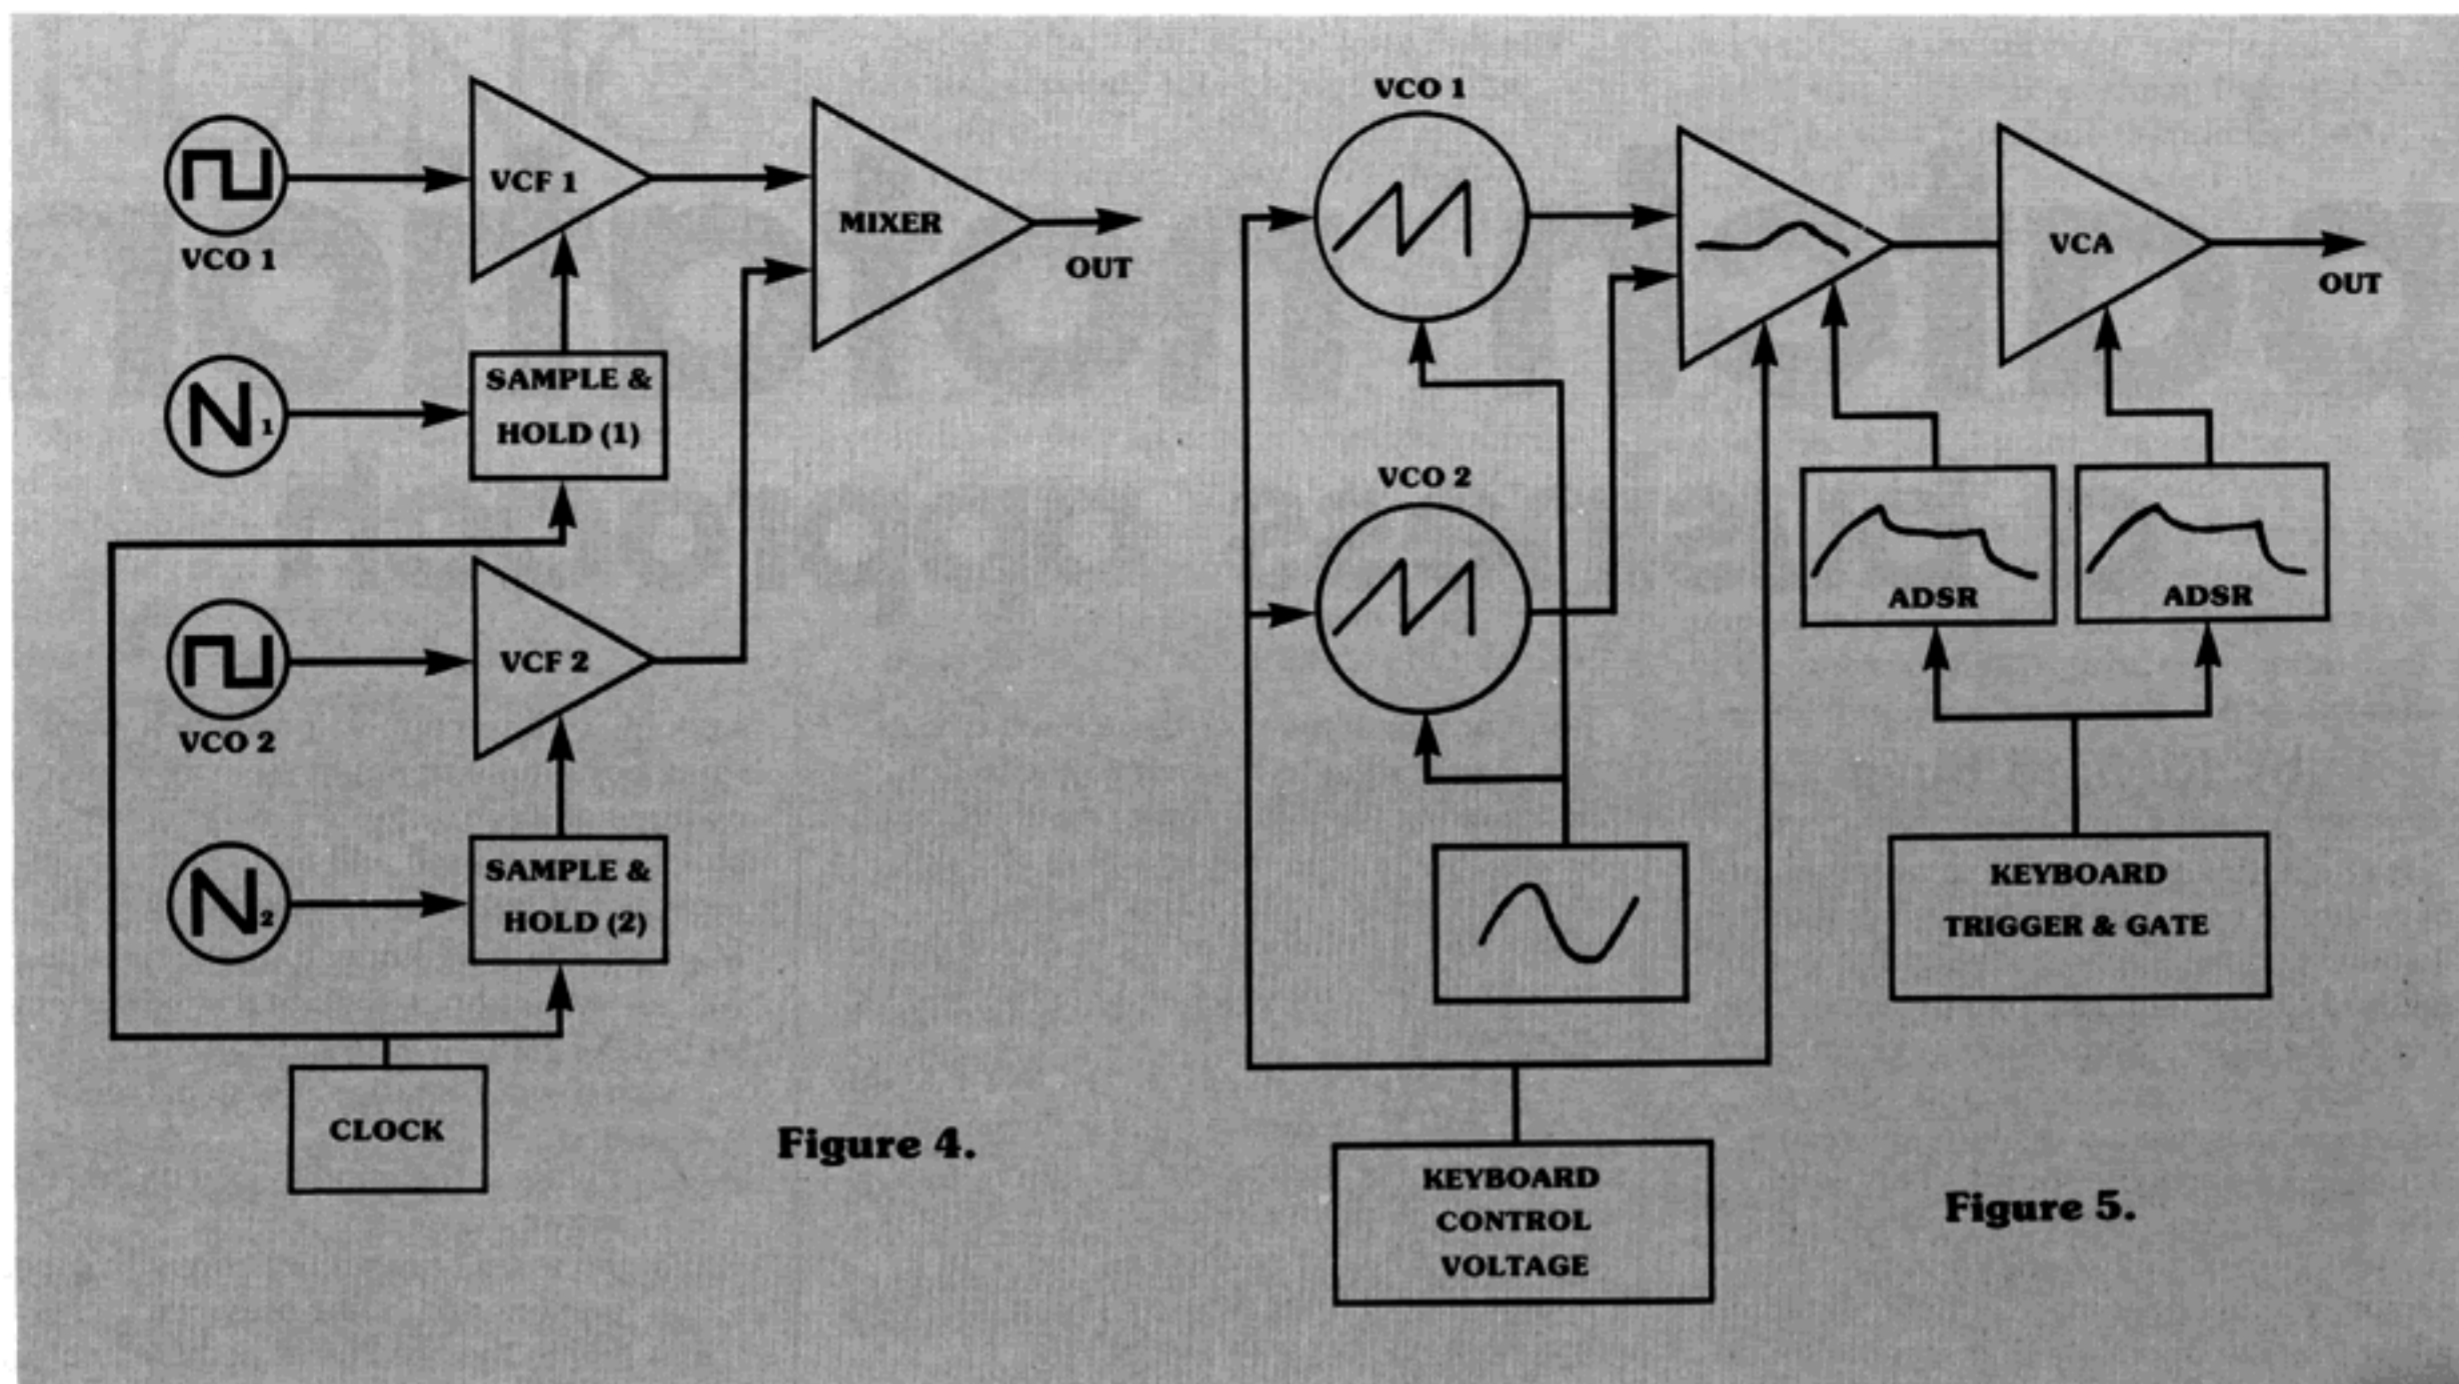 VCO 1
VCF 1
MIXER
OUT
N1
SAMPLE &
HOLD (1)
VCO 2
VCF 2
N2
SAMPLE &
HOLD (2)
CLOCK
Figure 4.
VCO 1
VCA
OUT
VCO 2
ADSR
ADSR
KEYBOARD
TRIGGER & GATE
KEYBOARD
CONTROL
VOLTAGE
Figure 5.